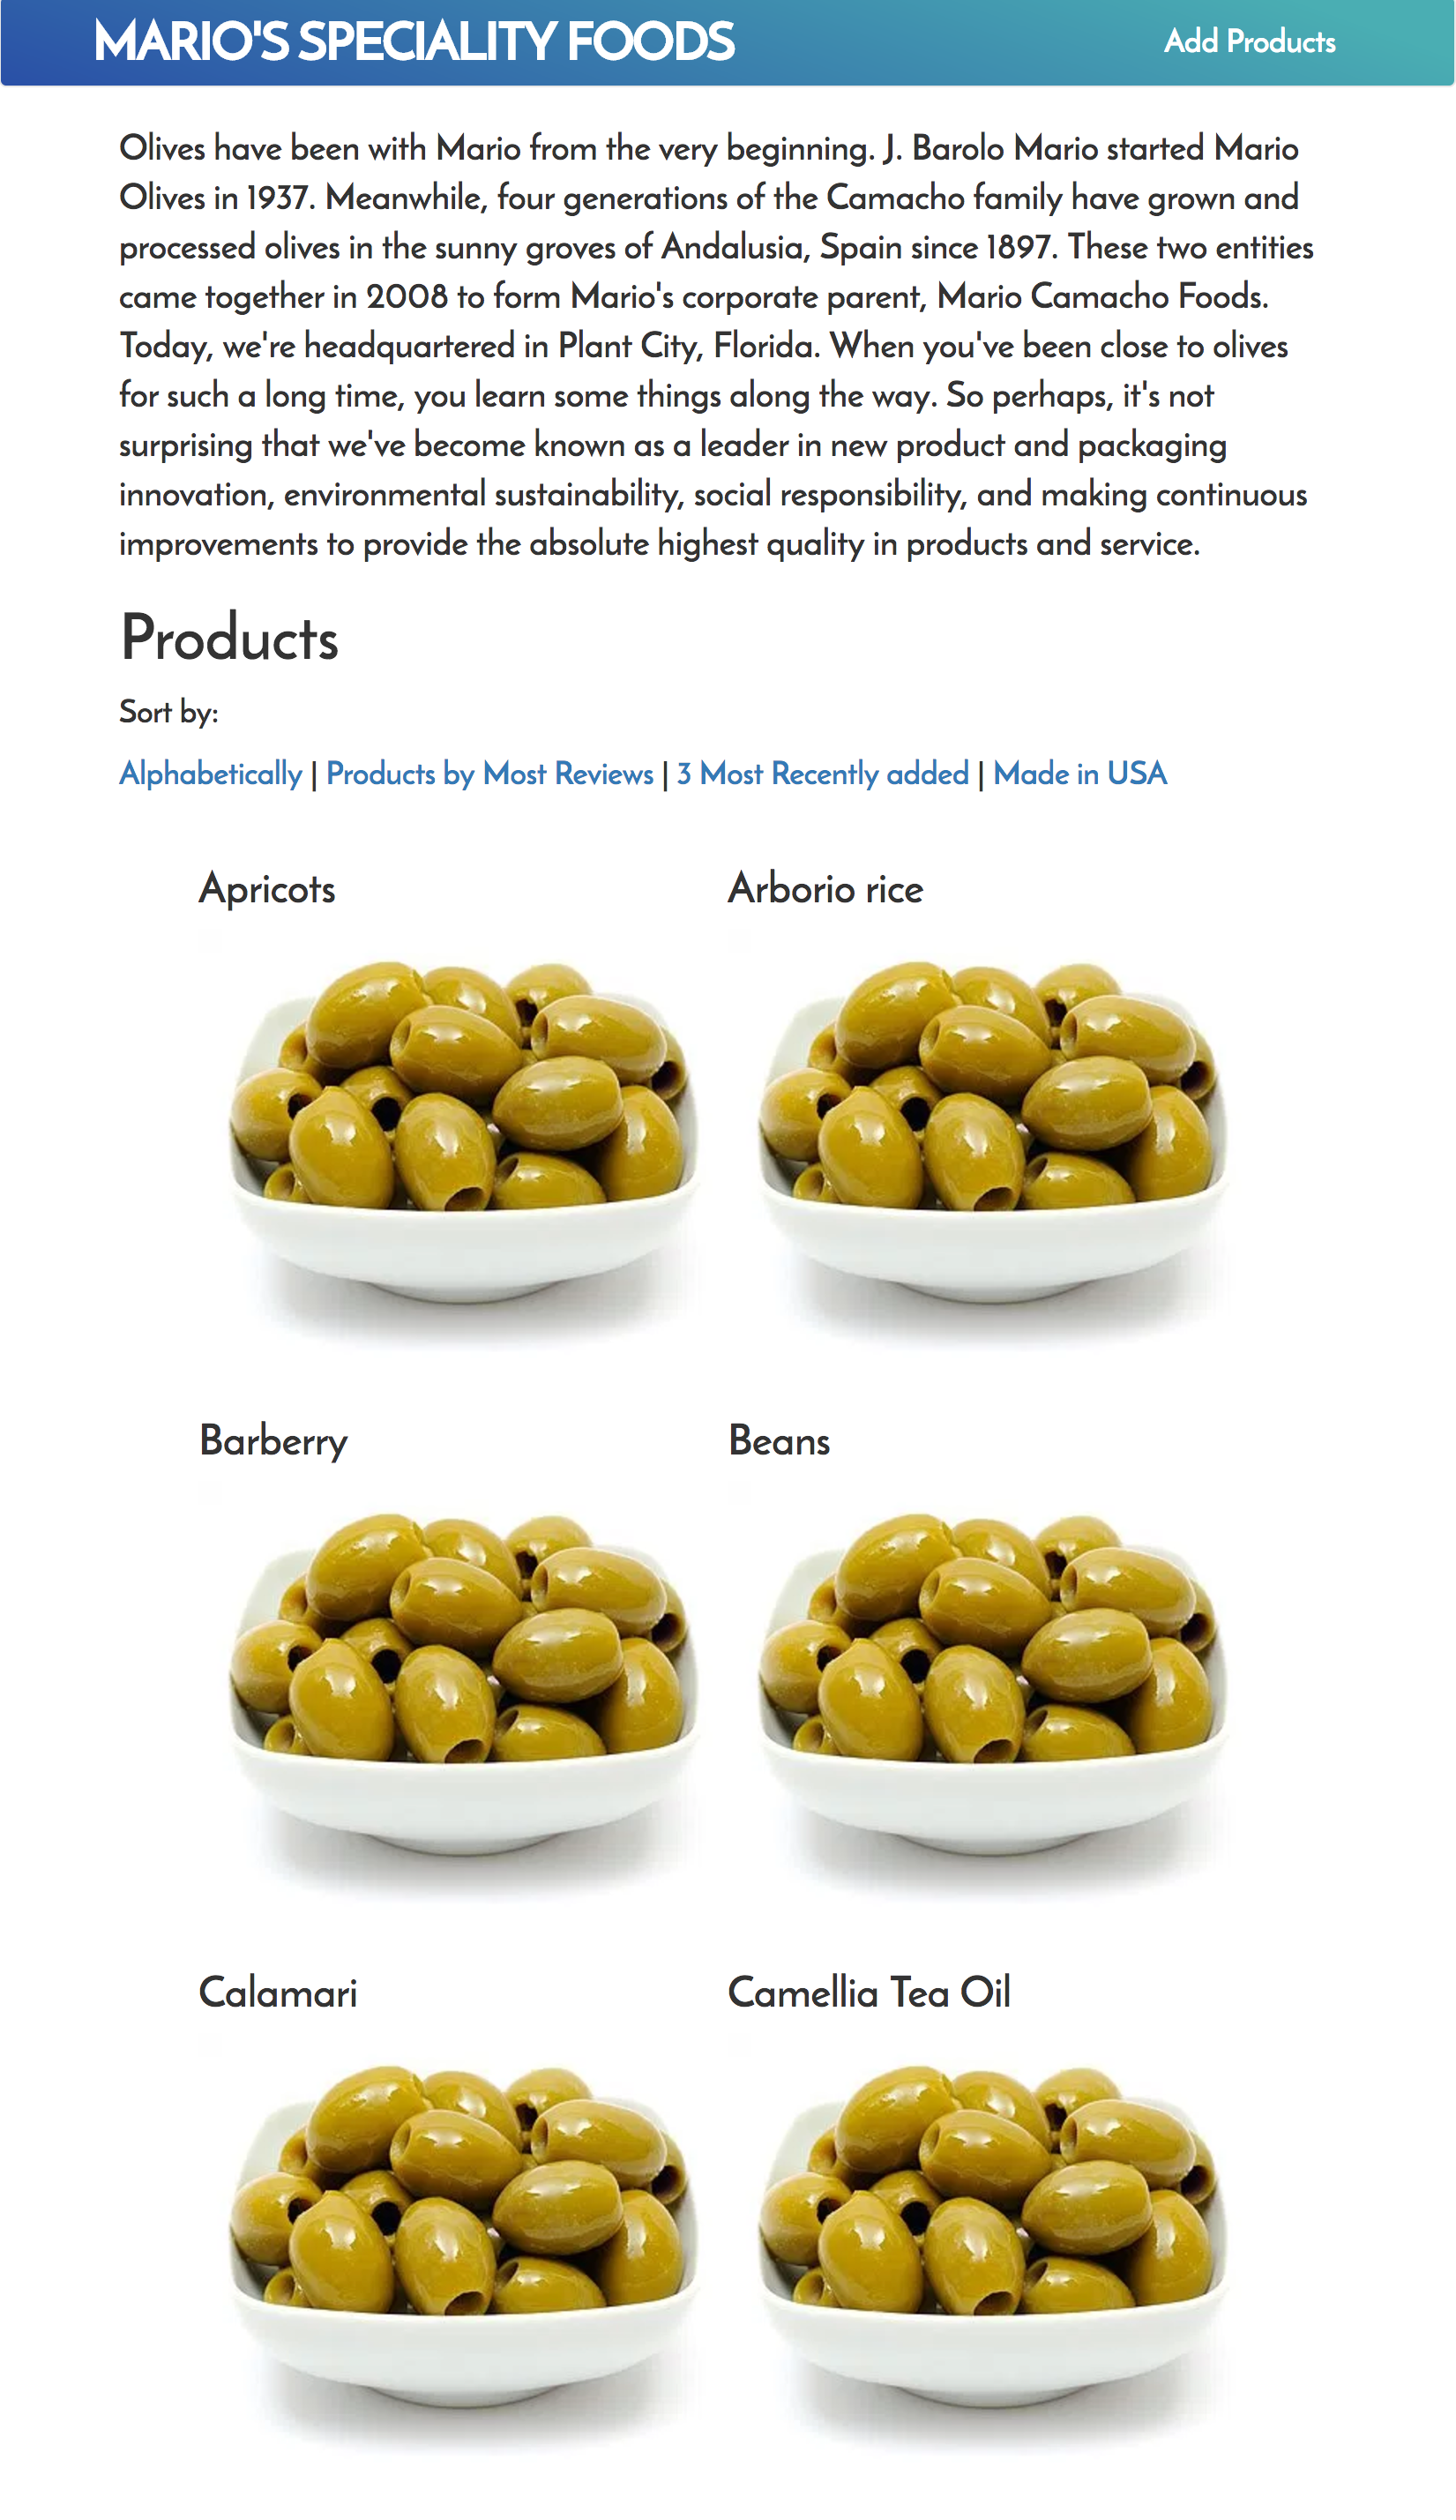 MARIO'S SPECIALITY FOODS
Add Products
Olives have been with Mario from the very beginning. J. Barolo Mario started Mario
Olives in 1937. Meanwhile, four generations of the Camacho family have grown and
processed olives in the sunny groves of Andalusia, Spain since 1897. These two entities
came together in 2008 to form Mario's corporate parent, Mario Camacho Foods.
Today, we're headquartered in Plant City, Florida. When you've been close to olives
for such a long time, you learn some things along the way. So perhaps, it's not
surprising that we've become known as a leader in new product and packaging
innovation, environmental sustainability, social responsibility, and making continuous
improvements to provide the absolute highest quality in products and service.
Products
Sort by:
Alphabetically | Products by Most Reviews | 3 Most Recently added | Made in USA
Apricots
Arborio rice
Barberry
Beans
Calamari
Camellia Tea Oil